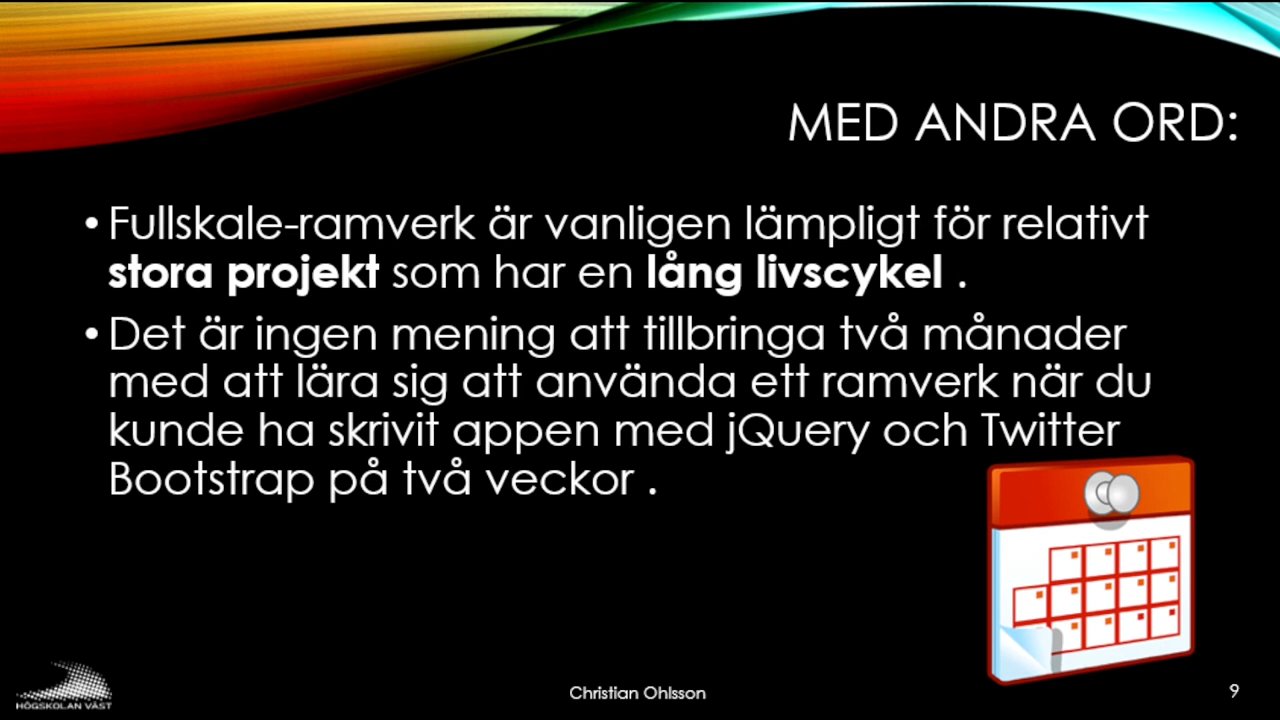 MED ANDRA ORD:
• Fullskale-ramverk är vanligen lämpligt för relativt
stora projekt som har en lång livscykel .
• Det är ingen mening att tillbringa två månader
med att lära sig att använda ett ramverk när du
kunde ha skrivit appen med jQuery och Twitter
Bootstrap på två veckor .
HÖGSKOLAN VÄST
Christian Ohlsson
9